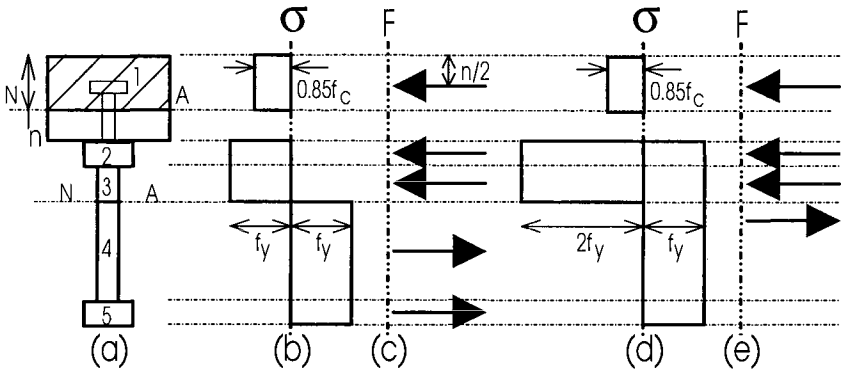 σ F σ F
N 1 A
n
0.85f_c n/2 0.85f_c
2
3
N A
4
f_y f_y 2f_y f_y
5
(a) (b) (c) (d) (e)